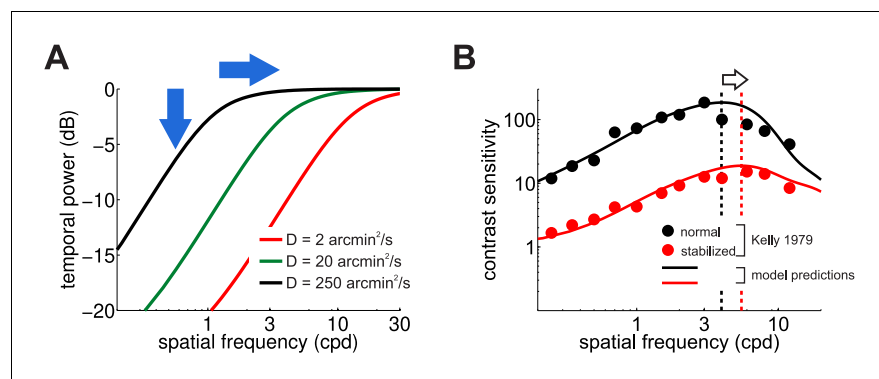 A
temporal power (dB)
0
−5
−10
−15
−20
D = 2 arcmin²/s
D = 20 arcmin²/s
D = 250 arcmin²/s
1
3
10
30
spatial frequency (cpd)
B
contrast sensitivity
100
10
1
normal
stabilized
Kelly 1979
model predictions
1
3
10
spatial frequency (cpd)